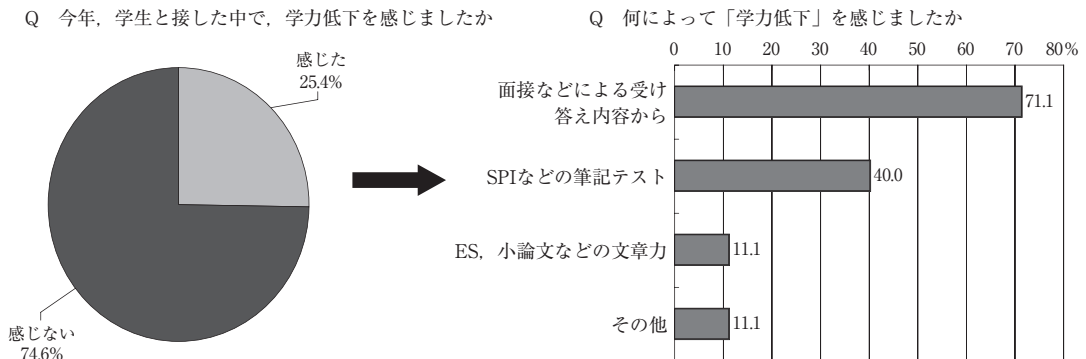 Q 今年，学生と接した中で，学力低下を感じましたか
感じた
25.4%
感じない
74.6%
Q 何によって「学力低下」を感じましたか
0 10 20 30 40 50 60 70 80%
面接などによる受け
答え内容から
71.1
SPIなどの筆記テスト
40.0
ES，小論文などの文章力
11.1
その他
11.1